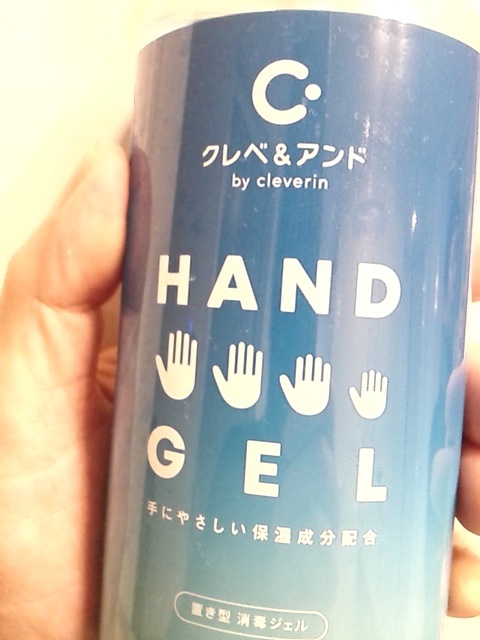 クレベ&アンド
by cleverin
HAND
GEL
手にやさしい保湿成分配合
置き型 消毒ジェル